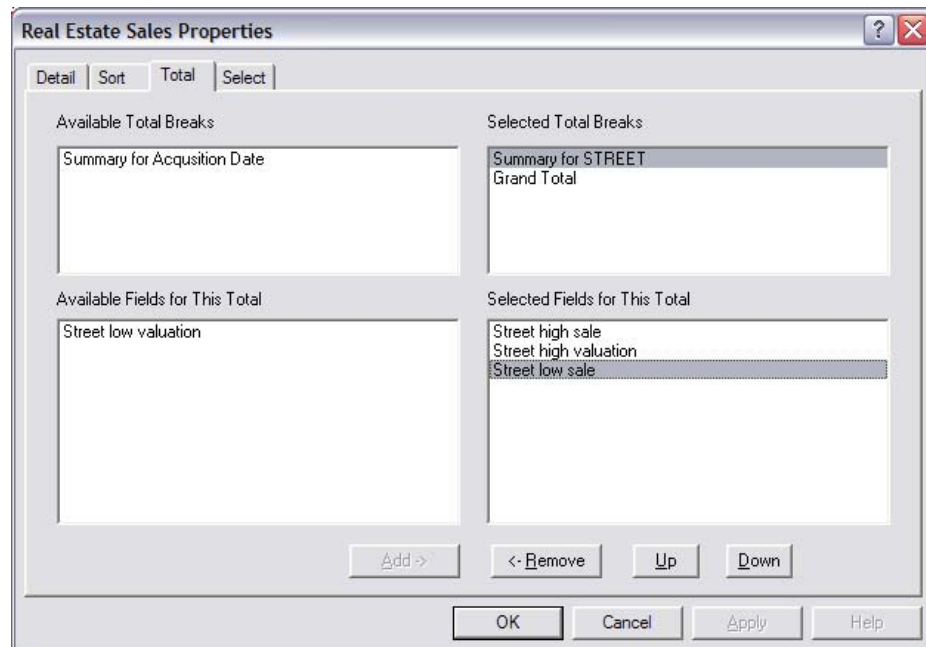 Real Estate Sales Properties
?
Detail Sort Total Select
Available Total Breaks
Summary for Acqusition Date
Selected Total Breaks
Summary for STREET
Grand Total
Available Fields for This Total
Street low valuation
Selected Fields for This Total
Street high sale
Street high valuation
Street low sale
Add -> <- Remove Up Down
OK Cancel Apply Help